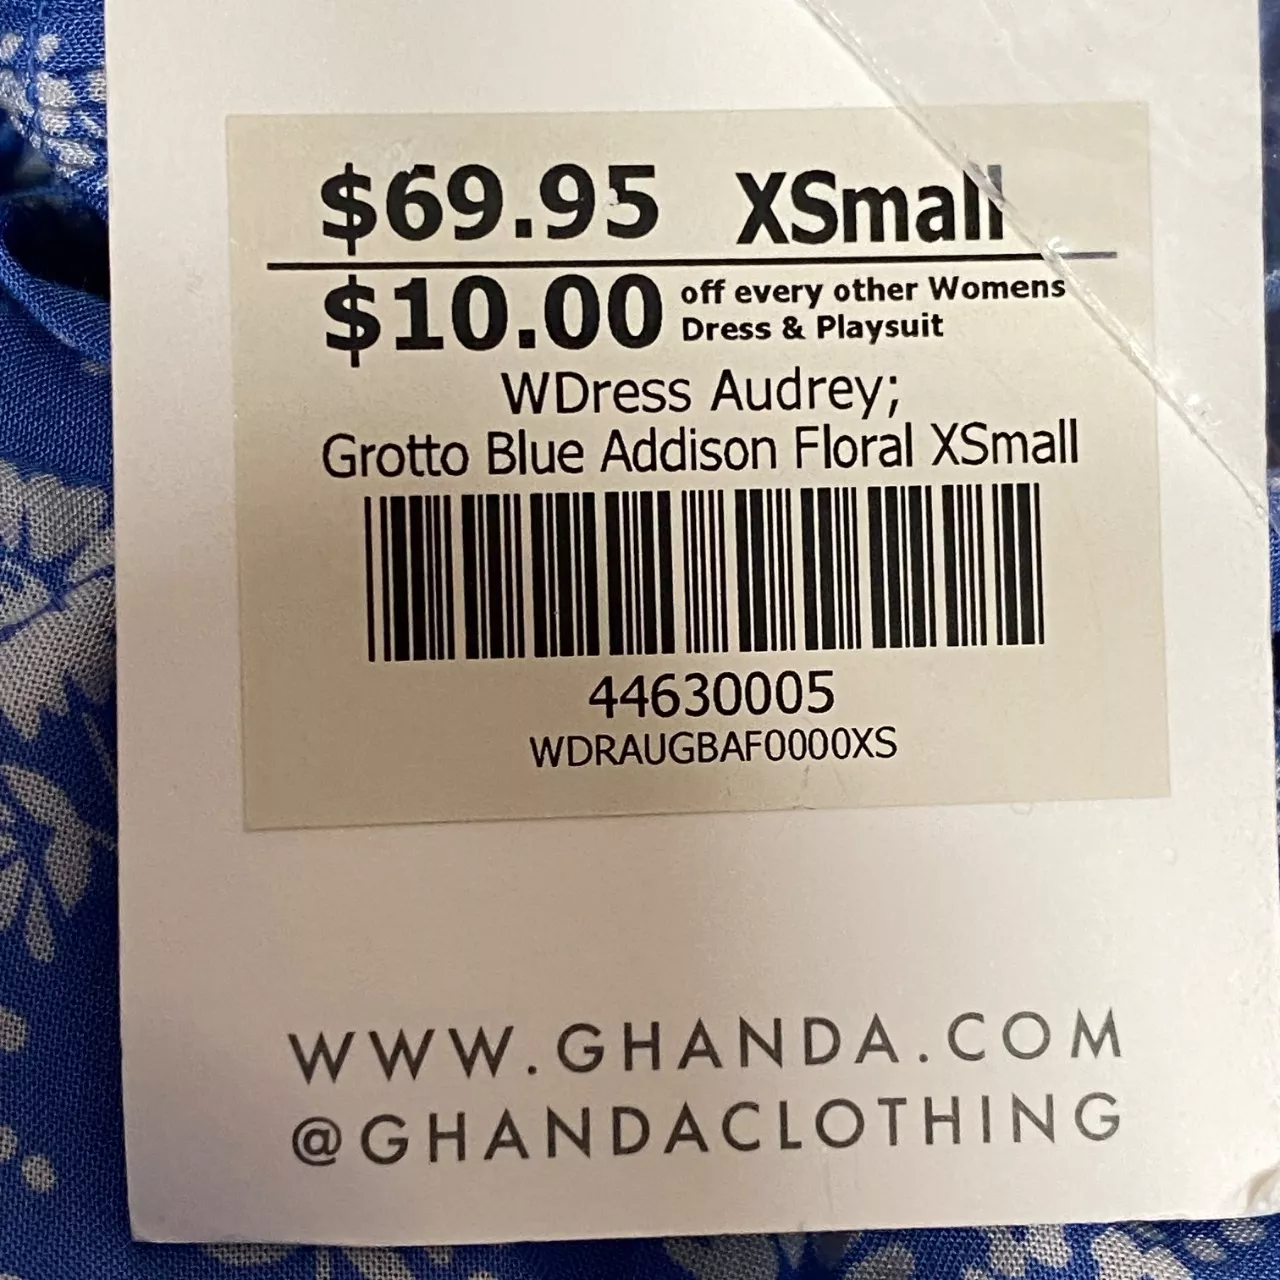 $69.95 XSmall
$10.00 off every other Womens
Dress & Playsuit
WDress Audrey;
Grotto Blue Addison Floral XSmall
44630005
WDRAUGBAF0000XS
WWW.GHANDA.COM
@GHANDACLOTHING